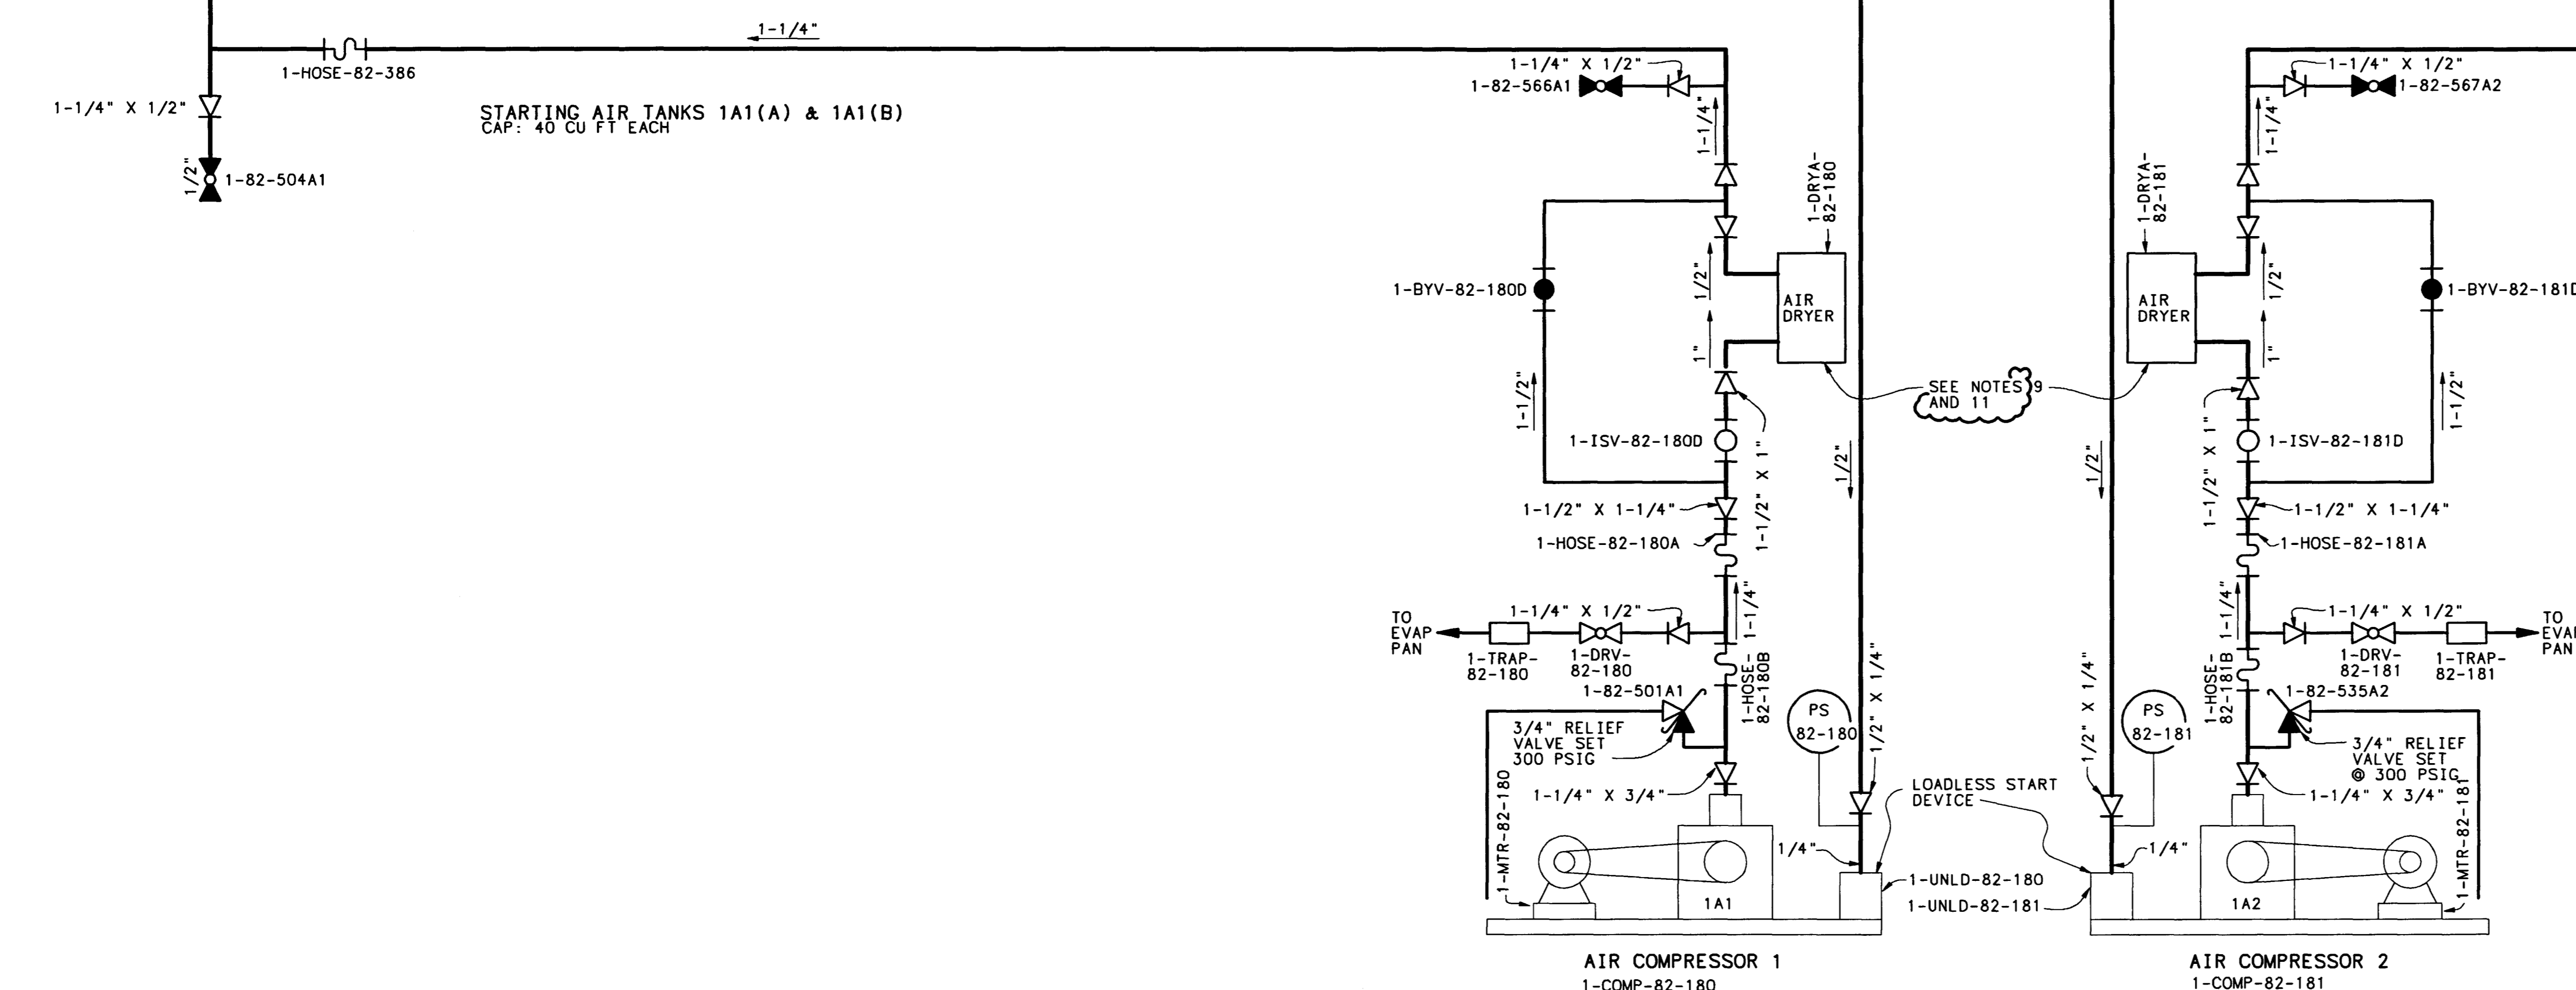 1-1/4"
1-HOSE-82-386
1-1/4" X 1/2"
STARTING AIR TANKS 1A1(A) & 1A1(B)
CAP: 40 CU FT EACH
1/2"
1-82-504A1
1-1/4" X 1/2"
1-82-566A1
1-1/4"
1-DRYA-
82-180
1-BYV-82-180D
1/2"
AIR
DRYER
1"
1-1/2"
1-ISV-82-180D
1-1/2" X 1"
1/2"
1-1/2" X 1-1/4"
1-HOSE-82-180A
1-1/4" X 1/2"
1-1/4"
TO
EVAP
PAN
1-TRAP-
82-180
1-DRV-
82-180
1-HOSE-
82-180B
1-82-501A1
3/4" RELIEF
VALVE SET
300 PSIG
PS
82-180
1/2" X 1/4"
1-1/4" X 3/4"
1-MTR-82-180
1/4"
1A1
AIR COMPRESSOR 1
1-COMP-82-180
SEE NOTES 9
AND 11
LOADLESS START
DEVICE
1-UNLD-82-180
1-UNLD-82-181
1-1/4" X 1/2"
1-82-567A2
1-1/4"
1-DRYA-
82-181
1/2"
AIR
DRYER
1-BYV-82-181D
1"
1-1/2"
1-ISV-82-181D
1-1/2" X 1"
1/2"
1-1/2" X 1-1/4"
1-HOSE-82-181A
1-1/4"
1-1/4" X 1/2"
TO
PAN
1-DRV-
82-181
1-TRAP-
82-181
1-HOSE-
82-181B
1-82-535A2
1/2" X 1/4"
PS
82-181
3/4" RELIEF
VALVE SET
@ 300 PSIG
1-1/4" X 3/4"
1-MTR-82-181
1/4"
1A2
AIR COMPRESSOR 2
1-COMP-82-181